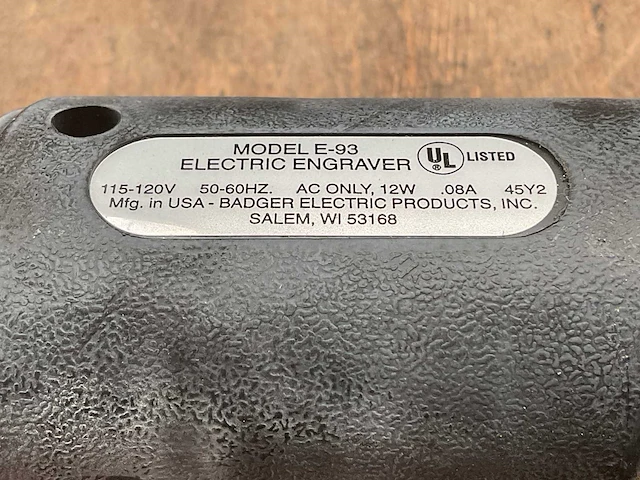 MODEL E-93
ELECTRIC ENGRAVER UL LISTED
115-120V 50-60HZ. AC ONLY, 12W .08A 45Y2
Mfg. in USA - BADGER ELECTRIC PRODUCTS, INC.
SALEM, WI 53168